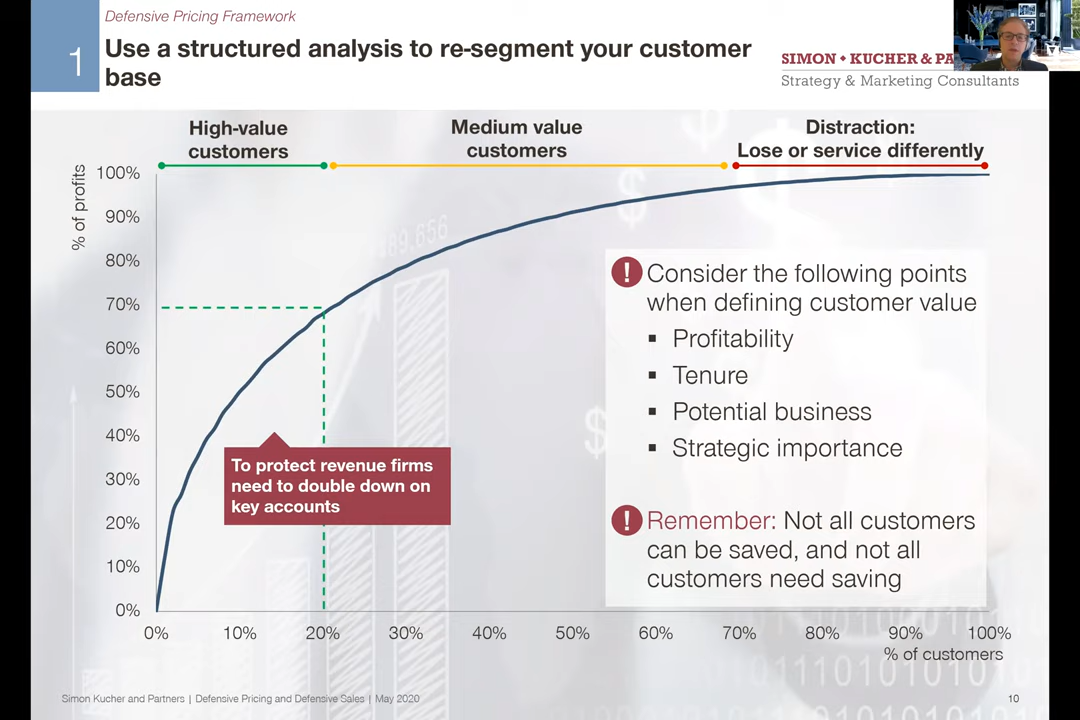 Defensive Pricing Framework
1
Use a structured analysis to re-segment your customer
base
SIMON • KUCHER & PA
Strategy & Marketing Consultants
High-value
customers
Medium value
customers
Distraction:
Lose or service differently
% of profits
100%
90%
80%
70%
60%
50%
40%
30%
20%
10%
0%
89,656
! Consider the following points
when defining customer value
▪ Profitability
▪ Tenure
▪ Potential business
▪ Strategic importance
To protect revenue firms
need to double down on
key accounts
! Remember: Not all customers
can be saved, and not all
customers need saving
0% 10% 20% 30% 40% 50% 60% 70% 80% 90% 100%
% of customers
Simon Kucher and Partners | Defensive Pricing and Defensive Sales | May 2020
10